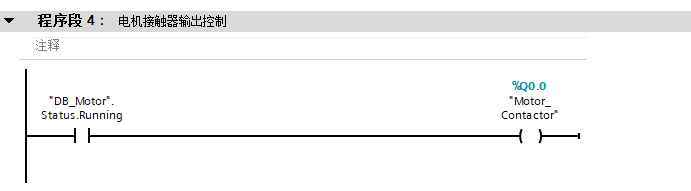 程序段 4： 电机接触器输出控制
注释
%Q0.0
"DB_Motor".
"Motor_
Status.Running
Contactor"